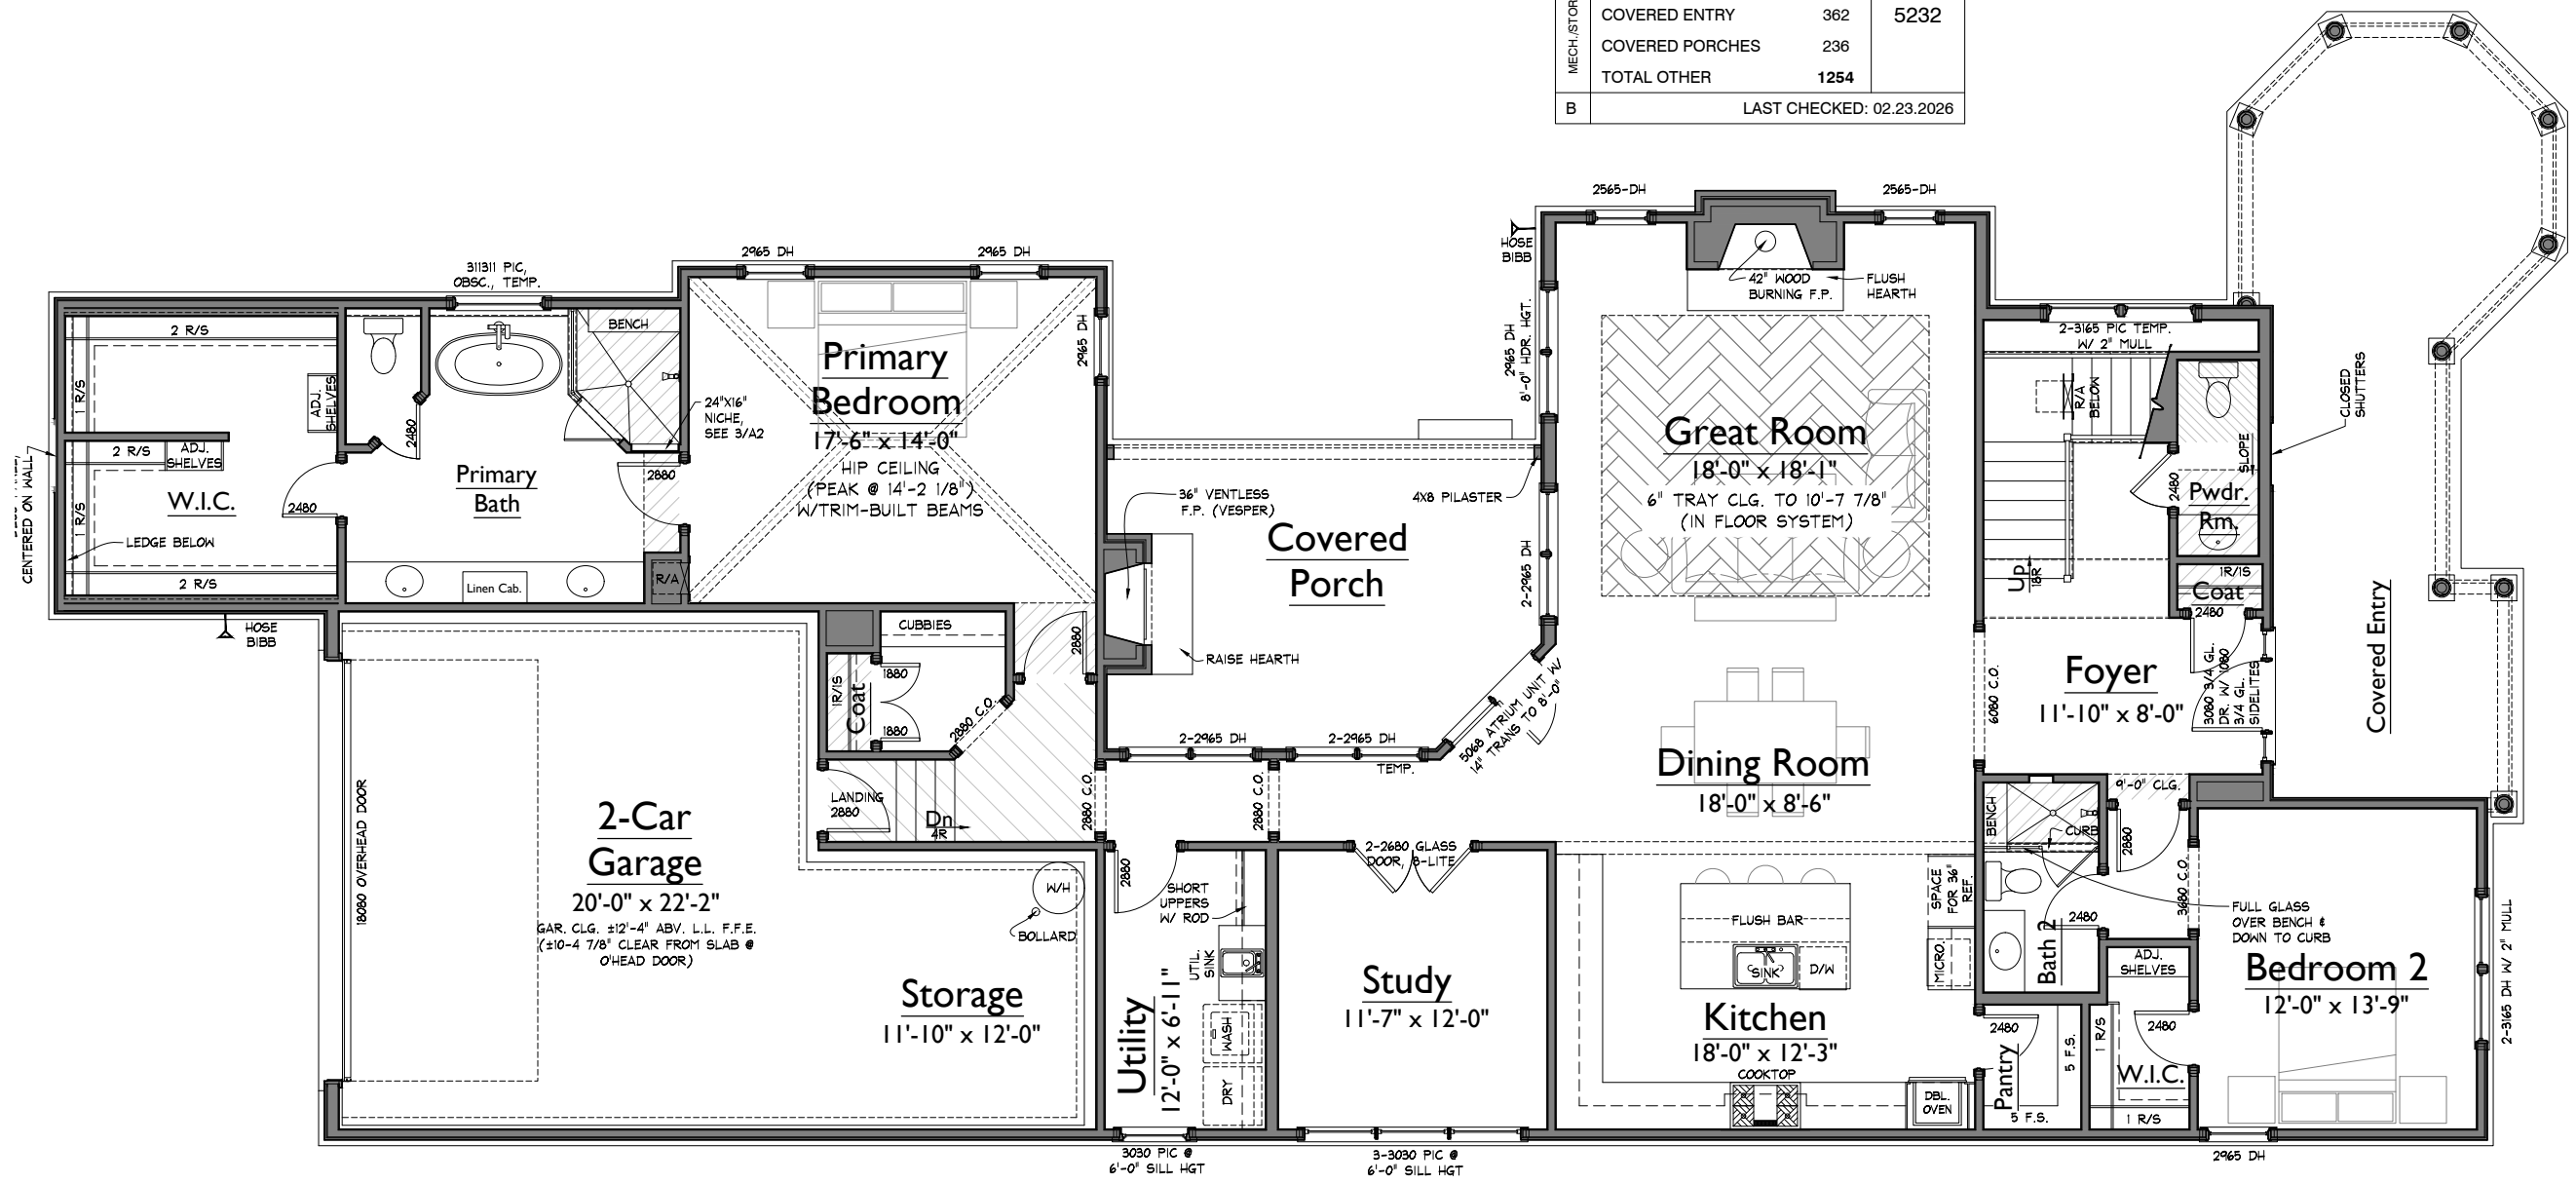 MECH./STOR
COVERED ENTRY 362
5232
COVERED PORCHES 236
TOTAL OTHER 1254
B LAST CHECKED: 02.23.2026
311311 PIC,
OBSC., TEMP.
2965 DH
2965 DH
2965 DH
CENTERED ON WALL
2 R/S
1 R/S
ADJ.
SHELVES
2 R/S
ADJ.
SHELVES
1 R/S
W.I.C.
2480
LEDGE BELOW
2 R/S
HOSE
BIBB
2480
Primary
Bath
Linen Cab.
BENCH
24"X16"
NICHE,
SEE 3/A2
2880
R/A
Primary
Bedroom
17'-6" x 14'-0"
HIP CEILING
(PEAK @ 14'-2 1/8")
W/TRIM-BUILT BEAMS
2880
CUBBIES
1R/1S
Coat
1880
1880
2880 C.O.
LANDING
2880
Dn
4R
2880 C.O.
18080 OVERHEAD DOOR
2-Car
Garage
20'-0" x 22'-2"
GAR. CLG. ±12'-4" ABV. L.L. F.F.E.
(±10-4 7/8" CLEAR FROM SLAB @
O'HEAD DOOR)
W/H
BOLLARD
Storage
11'-10" x 12'-0"
36" VENTLESS
F.P. (VESPER)
Covered
Porch
RAISE HEARTH
4X8 PILASTER
HOSE
BIBB
2965 DH
8'-0" HDR. HGT.
2-2965 DH
2-2965 DH
2-2965 DH
TEMP.
5068 ATRIUM UNIT W/
14" TRANS TO 8'-0"
2880 C.O.
2880
SHORT
UPPERS
W/ ROD
UTIL.
SINK
Utility
12'-0" x 6'-11"
WASH
DRY
3030 PIC @
6'-0" SILL HGT
2-2680 GLASS
DOOR, 8-LITE
Study
11'-7" x 12'-0"
3-3030 PIC @
6'-0" SILL HGT
2565-DH
2565-DH
42" WOOD
BURNING F.P.
FLUSH
HEARTH
Great Room
18'-0" x 18'-1"
6" TRAY CLG. TO 10'-7 7/8"
(IN FLOOR SYSTEM)
Dining Room
18'-0" x 8'-6"
FLUSH BAR
SINK
D/W
SPACE
FOR 36"
REF.
MICRO.
Kitchen
18'-0" x 12'-3"
COOKTOP
DBL.
OVEN
2-3165 PIC TEMP.
W/ 2" MULL
R/A
BELOW
UP
18R
2480
SLOPE
Pwdr.
Rm.
1R/1S
Coat
2480
6080 C.O.
Foyer
11'-10" x 8'-0"
3080 3/4 GL.
DR. W/ 1080
3/4 GL.
SIDELITES
CLOSED
SHUTTERS
Covered Entry
9'-0" CLG.
BENCH
CURB
2880
3680 C.O.
2480
Bath 2
FULL GLASS
OVER BENCH &
DOWN TO CURB
ADJ.
SHELVES
2480
Pantry
5 F.S.
5 F.S.
1 R/S
2480
W.I.C.
1 R/S
Bedroom 2
12'-0" x 13'-9"
2-3165 DH W/ 2" MULL
2965 DH